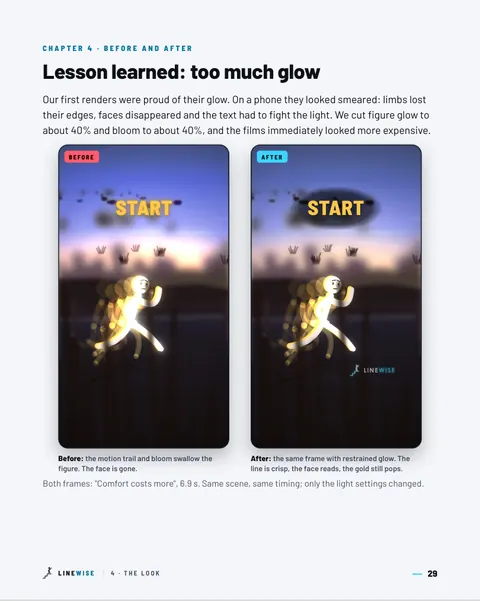 CHAPTER 4 · BEFORE AND AFTER
Lesson learned: too much glow
Our first renders were proud of their glow. On a phone they looked smeared: limbs lost
their edges, faces disappeared and the text had to fight the light. We cut figure glow to
about 40% and bloom to about 40%, and the films immediately looked more expensive.
BEFORE
START
AFTER
START
LINEWISE
Before: the motion trail and bloom swallow the
figure. The face is gone.
After: the same frame with restrained glow. The
line is crisp, the face reads, the gold still pops.
Both frames: "Comfort costs more", 6.9 s. Same scene, same timing; only the light settings changed.
LINEWISE | 4 · THE LOOK
29